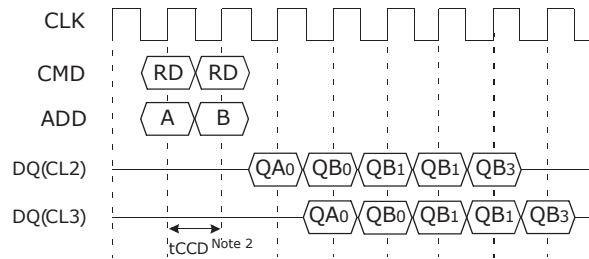 CLK
CMD RD RD
ADD A B
DQ(CL2) QA0 QB0 QB1 QB1 QB3
DQ(CL3) QA0 QB0 QB1 QB1 QB3
tCCD Note 2